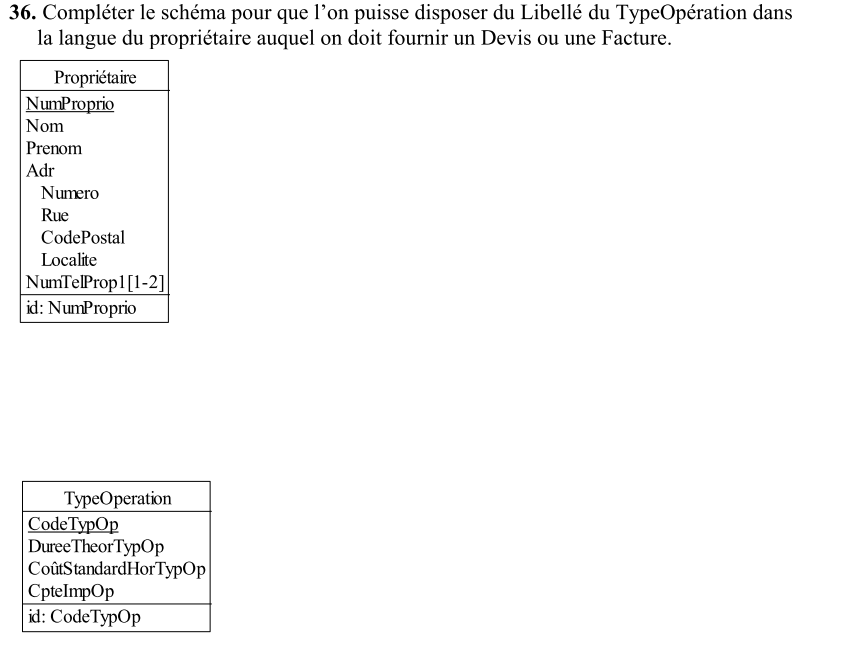 36. Compléter le schéma pour que l’on puisse disposer du Libellé du TypeOpération dans
la langue du propriétaire auquel on doit fournir un Devis ou une Facture.
Propriétaire
NumProprio
Nom
Prenom
Adr
Numero
Rue
CodePostal
Localite
NumTelProp1[1-2]
id: NumProprio
TypeOperation
CodeTypOp
DureeTheorTypOp
CoûtStandardHorTypOp
CpteImpOp
id: CodeTypOp